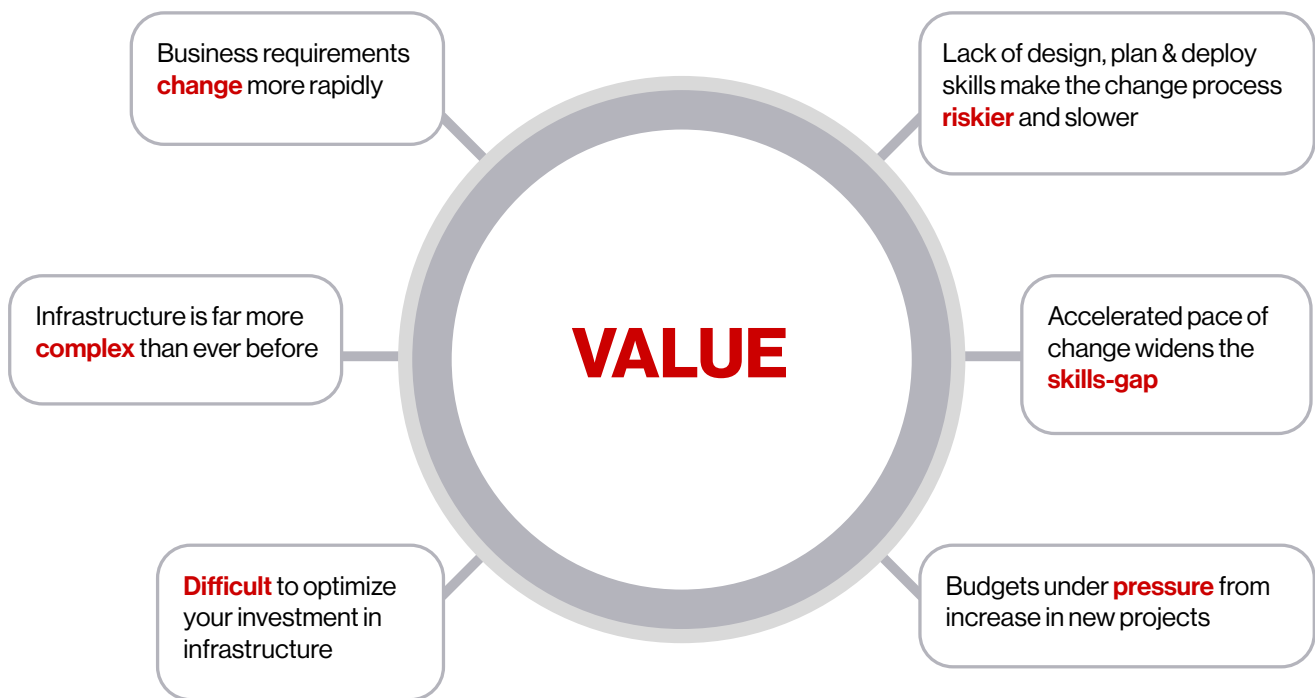 Business requirements
change more rapidly
Lack of design, plan & deploy
skills make the change process
riskier and slower
Infrastructure is far more
complex than ever before
VALUE
Accelerated pace of
change widens the
skills-gap
Difficult to optimize
your investment in
infrastructure
Budgets under pressure from
increase in new projects